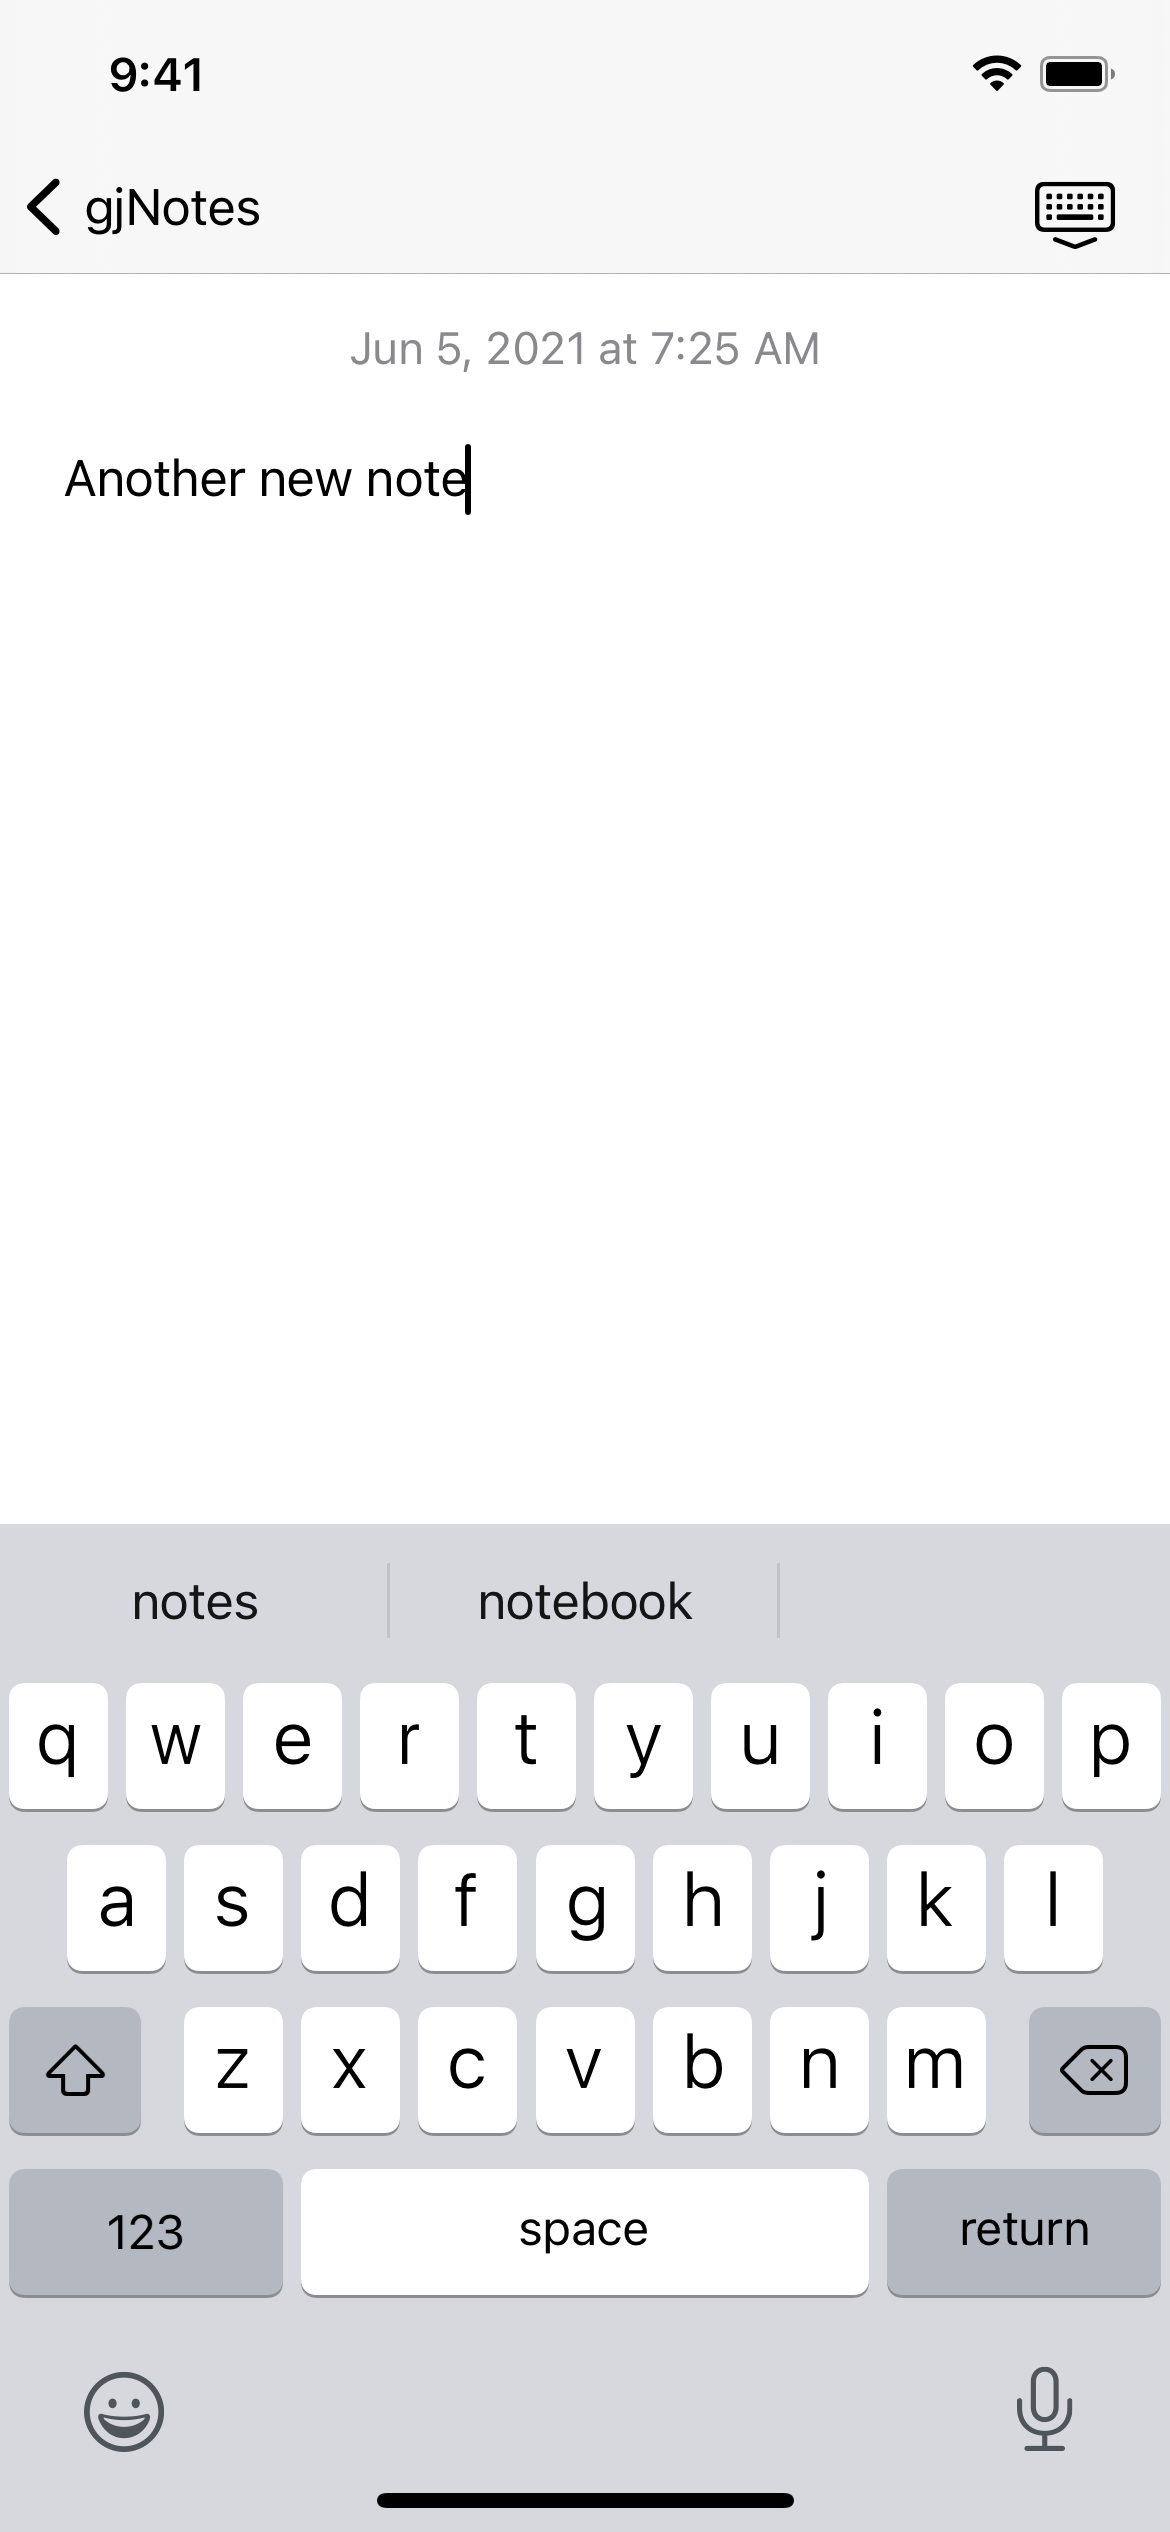 9:41
gjNotes
Jun 5, 2021 at 7:25 AM
Another new note
notes notebook
q w e r t y u i o p
a s d f g h j k l
z x c v b n m
123 space return